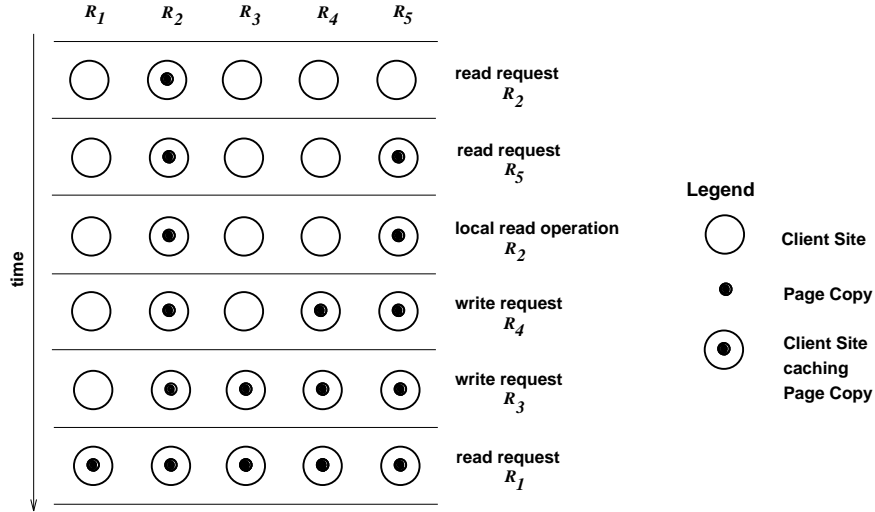 R1 R2 R3 R4 R5
time
read request
R2
read request
R5
local read operation
R2
write request
R4
write request
R3
read request
R1
Legend
Client Site
Page Copy
Client Site
caching
Page Copy